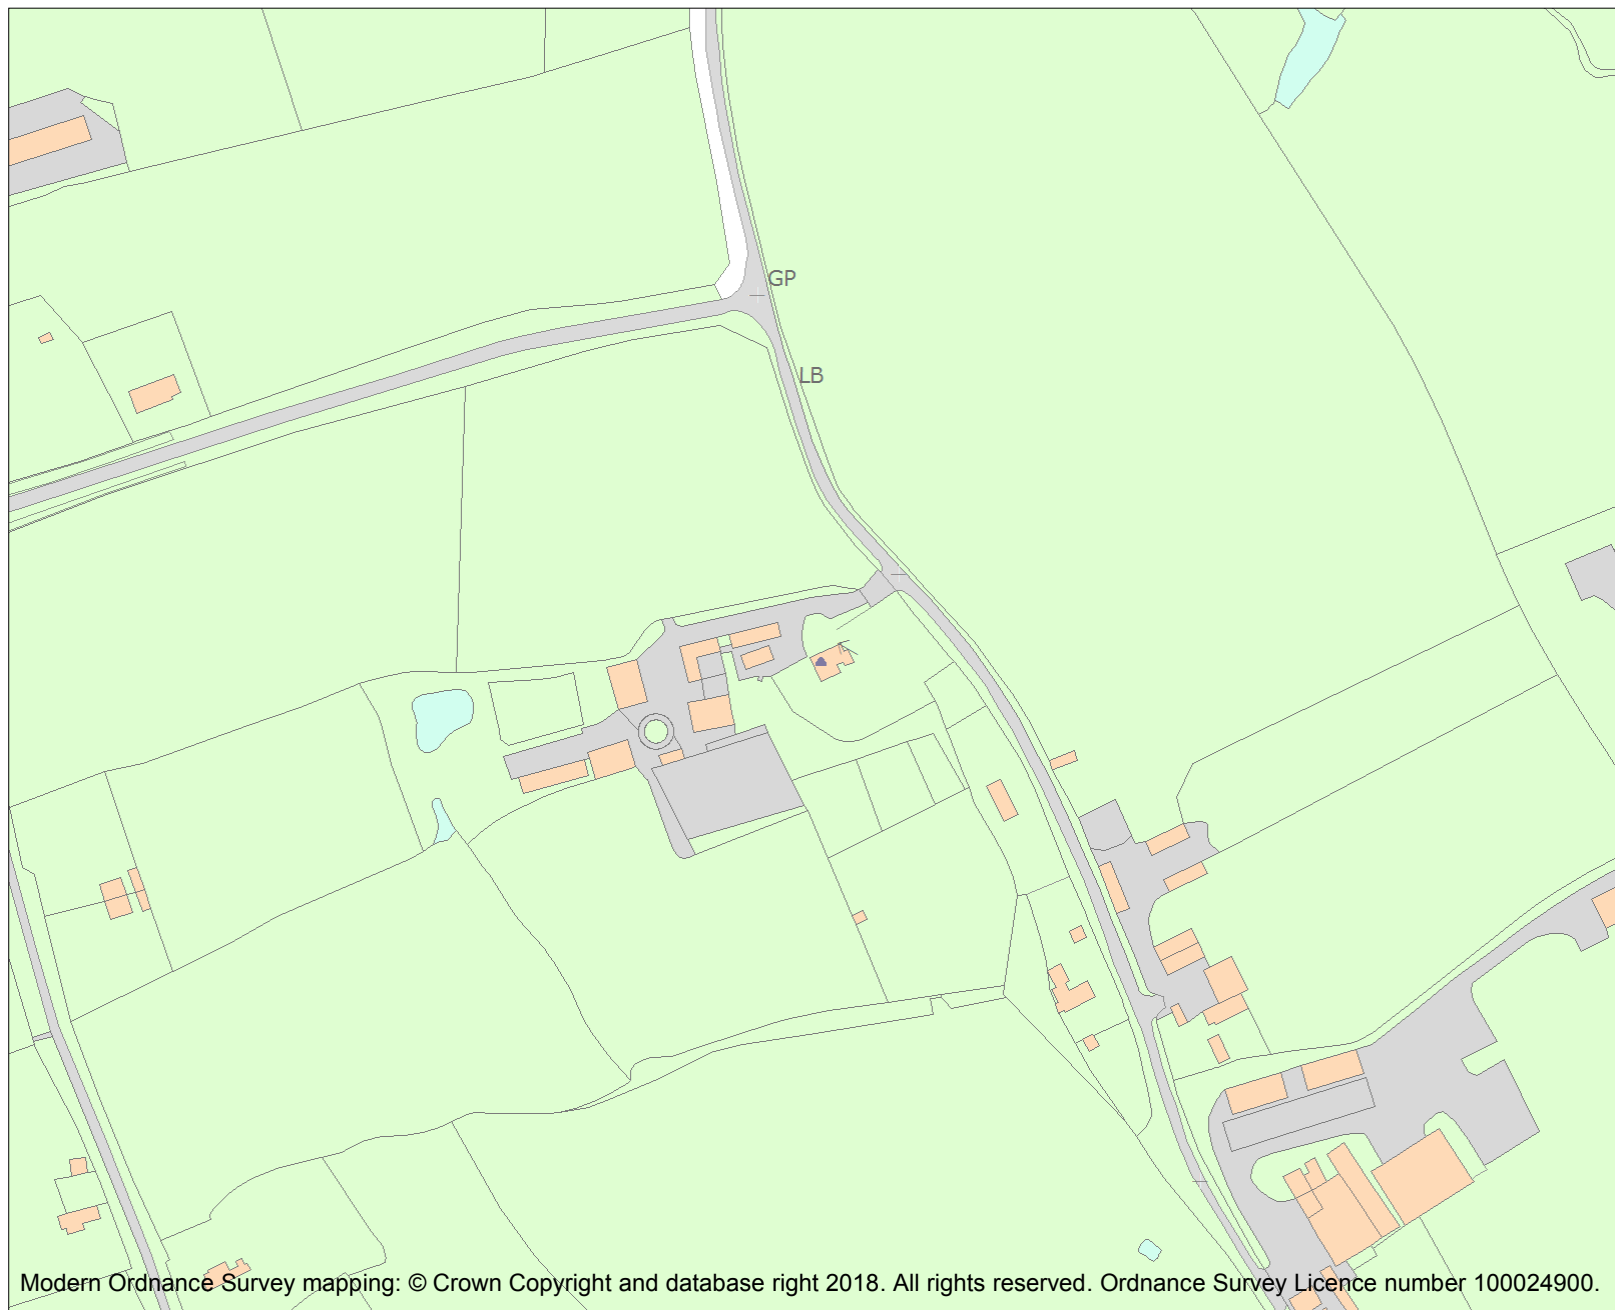 GP
LB
Modern Ordnance Survey mapping: © Crown Copyright and database right 2018. All rights reserved. Ordnance Survey Licence number 100024900.